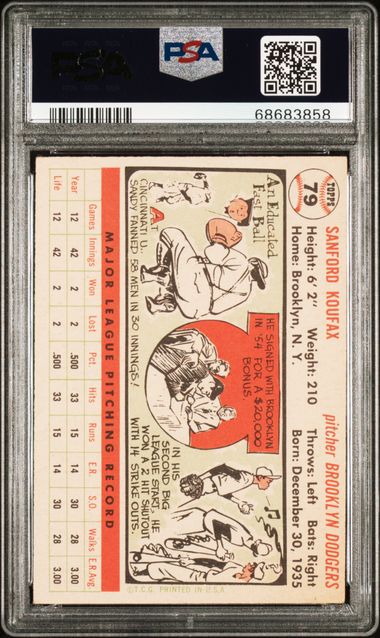 PSA
PSA
68683858
TOPPS
79
SANFORD KOUFAX
pitcher BROOKLYN DODGERS
Height: 6' 2" Weight: 210 Throws: Left Bats: Right
Home: Brooklyn, N. Y. Born: December 30, 1935
An Educated
Fast Ball
At
CINCINNATI U.
SANDY FANNED 58 MEN IN 30 INNINGS!
HE SIGNED WITH BROOKLYN
IN '54 FOR A $20,000
BONUS.
IN HIS
SECOND BIG
LEAGUE START, HE
WON A 2 HIT SHUTOUT
WITH 14 STRIKE OUTS
MAJOR LEAGUE PITCHING RECORD
Games Innings Won Lost Pct Hits Runs E.R. S.O. Walks E.R.Avg
Year 12 42 2 2 .500 33 15 14 30 28 3.00
Life 12 42 2 2 .500 33 15 14 30 28 3.00
©T.C.G. PRINTED IN U.S.A.